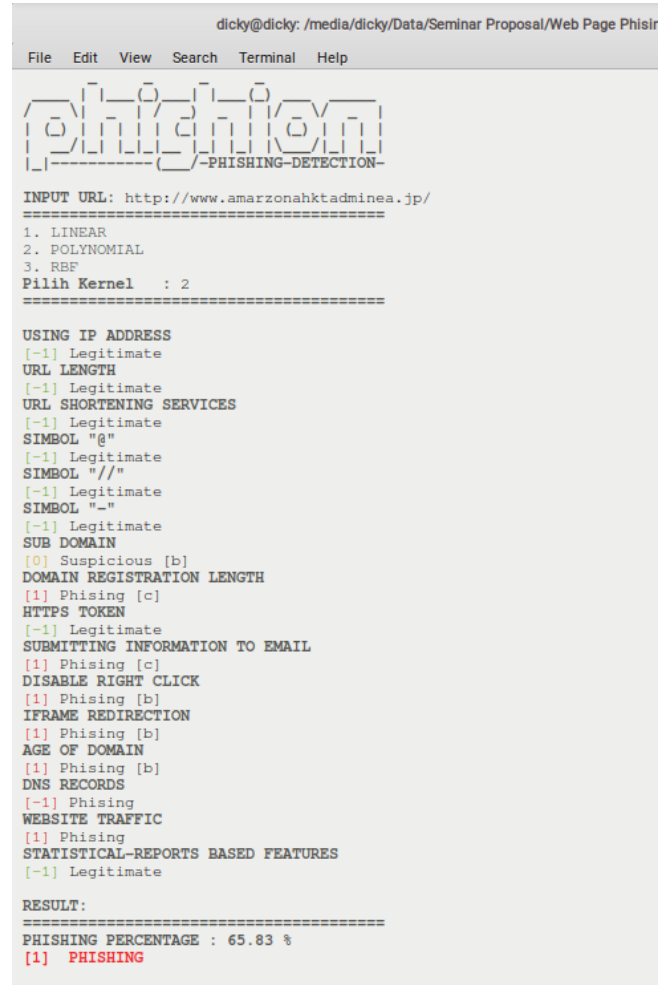 dicky@dicky: /media/dicky/Data/Seminar Proposal/Web Page Phisin
File Edit View Search Terminal Help
phishion
-PHISHING-DETECTION-
INPUT URL: http://www.amarzonahktadminea.jp/
========================================
1. LINEAR
2. POLYNOMIAL
3. RBF
Pilih Kernel : 2
========================================
USING IP ADDRESS
[-1] Legitimate
URL LENGTH
[-1] Legitimate
URL SHORTENING SERVICES
[-1] Legitimate
SIMBOL "@"
[-1] Legitimate
SIMBOL "//"
[-1] Legitimate
SIMBOL "-"
[-1] Legitimate
SUB DOMAIN
[0] Suspicious [b]
DOMAIN REGISTRATION LENGTH
[1] Phising [c]
HTTPS TOKEN
[-1] Legitimate
SUBMITTING INFORMATION TO EMAIL
[1] Phising [c]
DISABLE RIGHT CLICK
[1] Phising [b]
IFRAME REDIRECTION
[1] Phising [b]
AGE OF DOMAIN
[1] Phising [b]
DNS RECORDS
[-1] Phising
WEBSITE TRAFFIC
[1] Phising
STATISTICAL-REPORTS BASED FEATURES
[-1] Legitimate
RESULT:
========================================
PHISHING PERCENTAGE : 65.83 %
[1] PHISHING